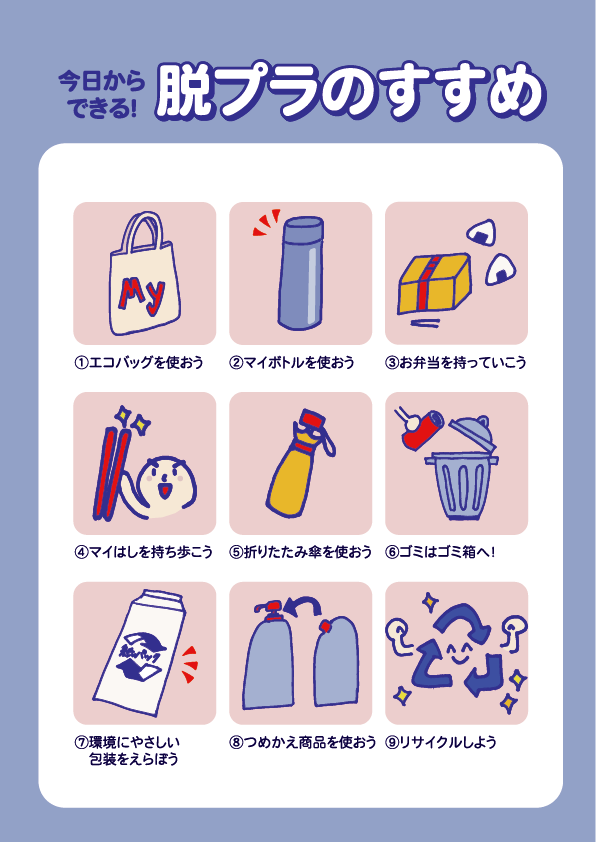 今日から
できる!
脱プラのすすめ
My
①エコバッグを使おう
②マイボトルを使おう
③お弁当を持っていこう
④マイはしを持ち歩こう
⑤折りたたみ傘を使おう
⑥ゴミはゴミ箱へ!
紙パック
⑦環境にやさしい
包装をえらぼう
⑧つめかえ商品を使おう
⑨リサイクルしよう